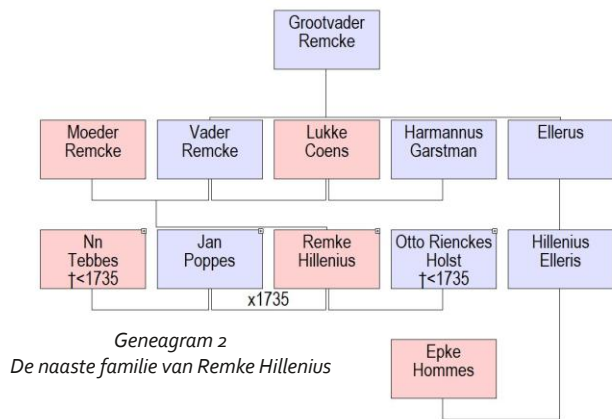 Grootvader
Remcke
Moeder
Remcke
Vader
Remcke
Lukke
Coens
Harmannus
Garstman
Ellerus
Nn
Tebbes
†<1735
Jan
Poppes
Remke
Hillenius
Otto Rienckes
Holst
†<1735
Hillenius
Elleris
x1735
Geneagram 2
De naaste familie van Remke Hillenius
Epke
Hommes